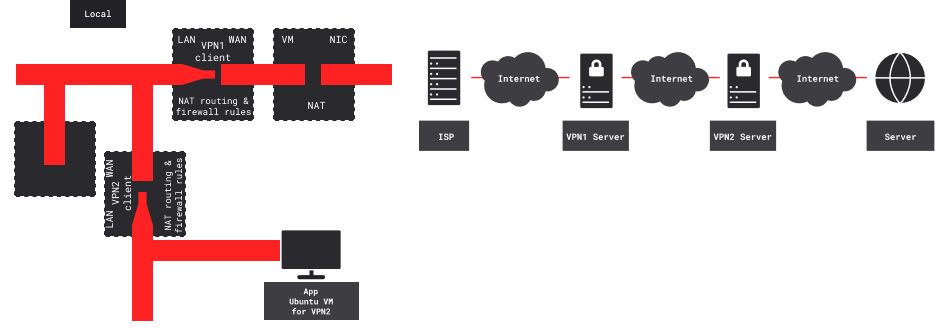 Local
LAN
WAN
VPN1
client
NAT routing &
firewall rules
VM
NIC
NAT
LAN
WAN
VPN2
client
NAT routing &
firewall rules
App
Ubuntu VM
for VPN2
Internet
Internet
Internet
ISP
VPN1 Server
VPN2 Server
Server